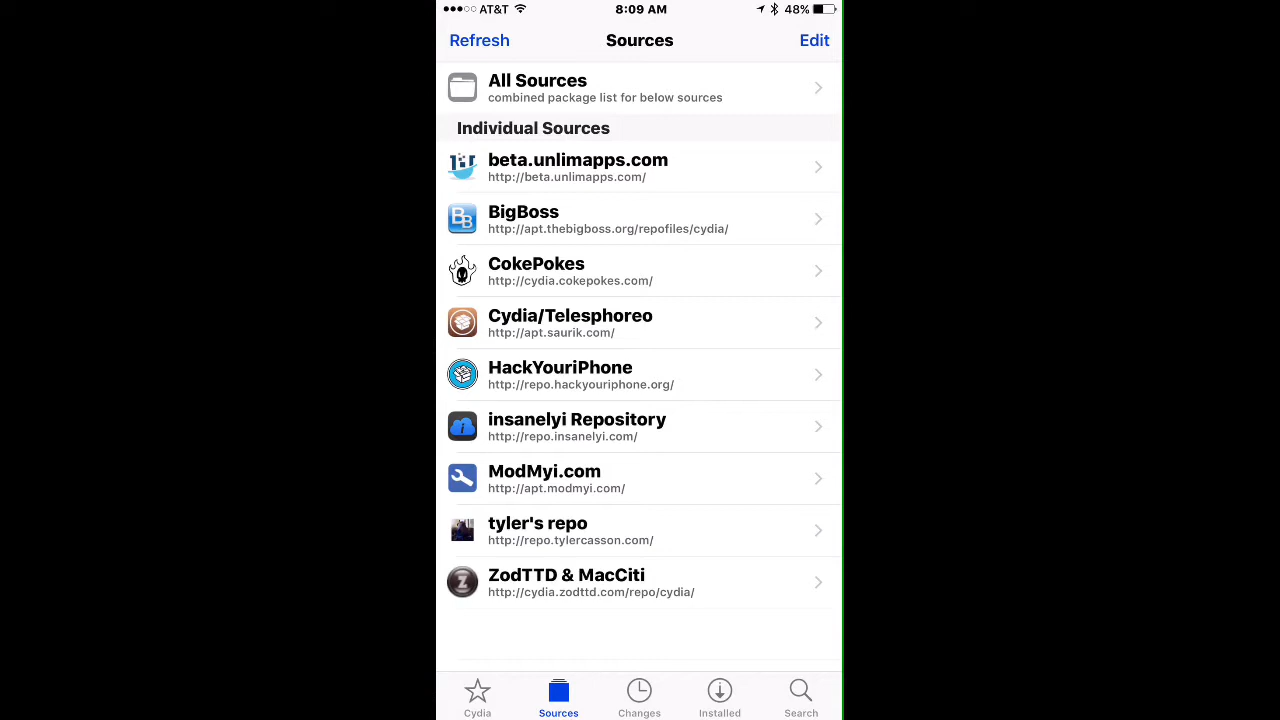 AT&T 8:09 AM 48%
Refresh Sources Edit
All Sources
combined package list for below sources
Individual Sources
beta.unlimapps.com
http://beta.unlimapps.com/
BigBoss
http://apt.thebigboss.org/repofiles/cydia/
CokePokes
http://cydia.cokepokes.com/
Cydia/Telesphoreo
http://apt.saurik.com/
HackYouriPhone
http://repo.hackyouriphone.org/
insanelyi Repository
http://repo.insanelyi.com/
ModMyi.com
http://apt.modmyi.com/
tyler's repo
http://repo.tylercasson.com/
ZodTTD & MacCiti
http://cydia.zodttd.com/repo/cydia/
Cydia Sources Changes Installed Search